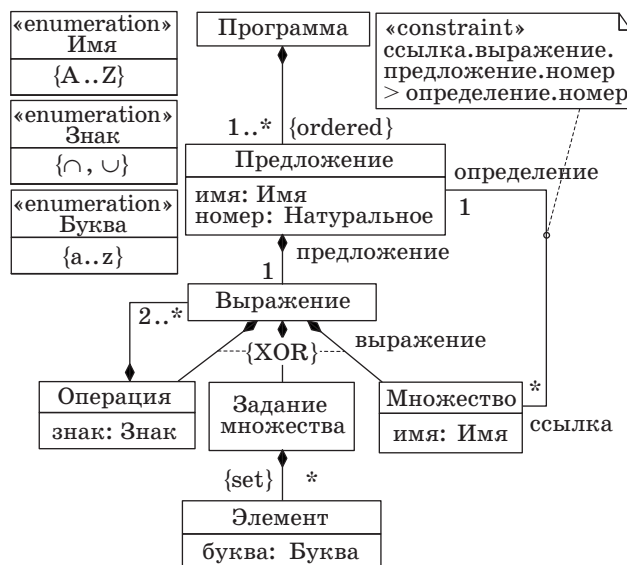 «enumeration»
Имя
{A..Z}
«enumeration»
Знак
{∩, ∪}
«enumeration»
Буква
{a..z}
Программа
1..* {ordered}
Предложение
имя: Имя
номер: Натуральное
предложение
1
Выражение
2..*
{XOR}
выражение
Операция
знак: Знак
Задание
множества
Множество
имя: Имя
{set} *
Элемент
буква: Буква
«constraint»
ссылка.выражение.
предложение.номер
> определение.номер
определение
1
*
ссылка